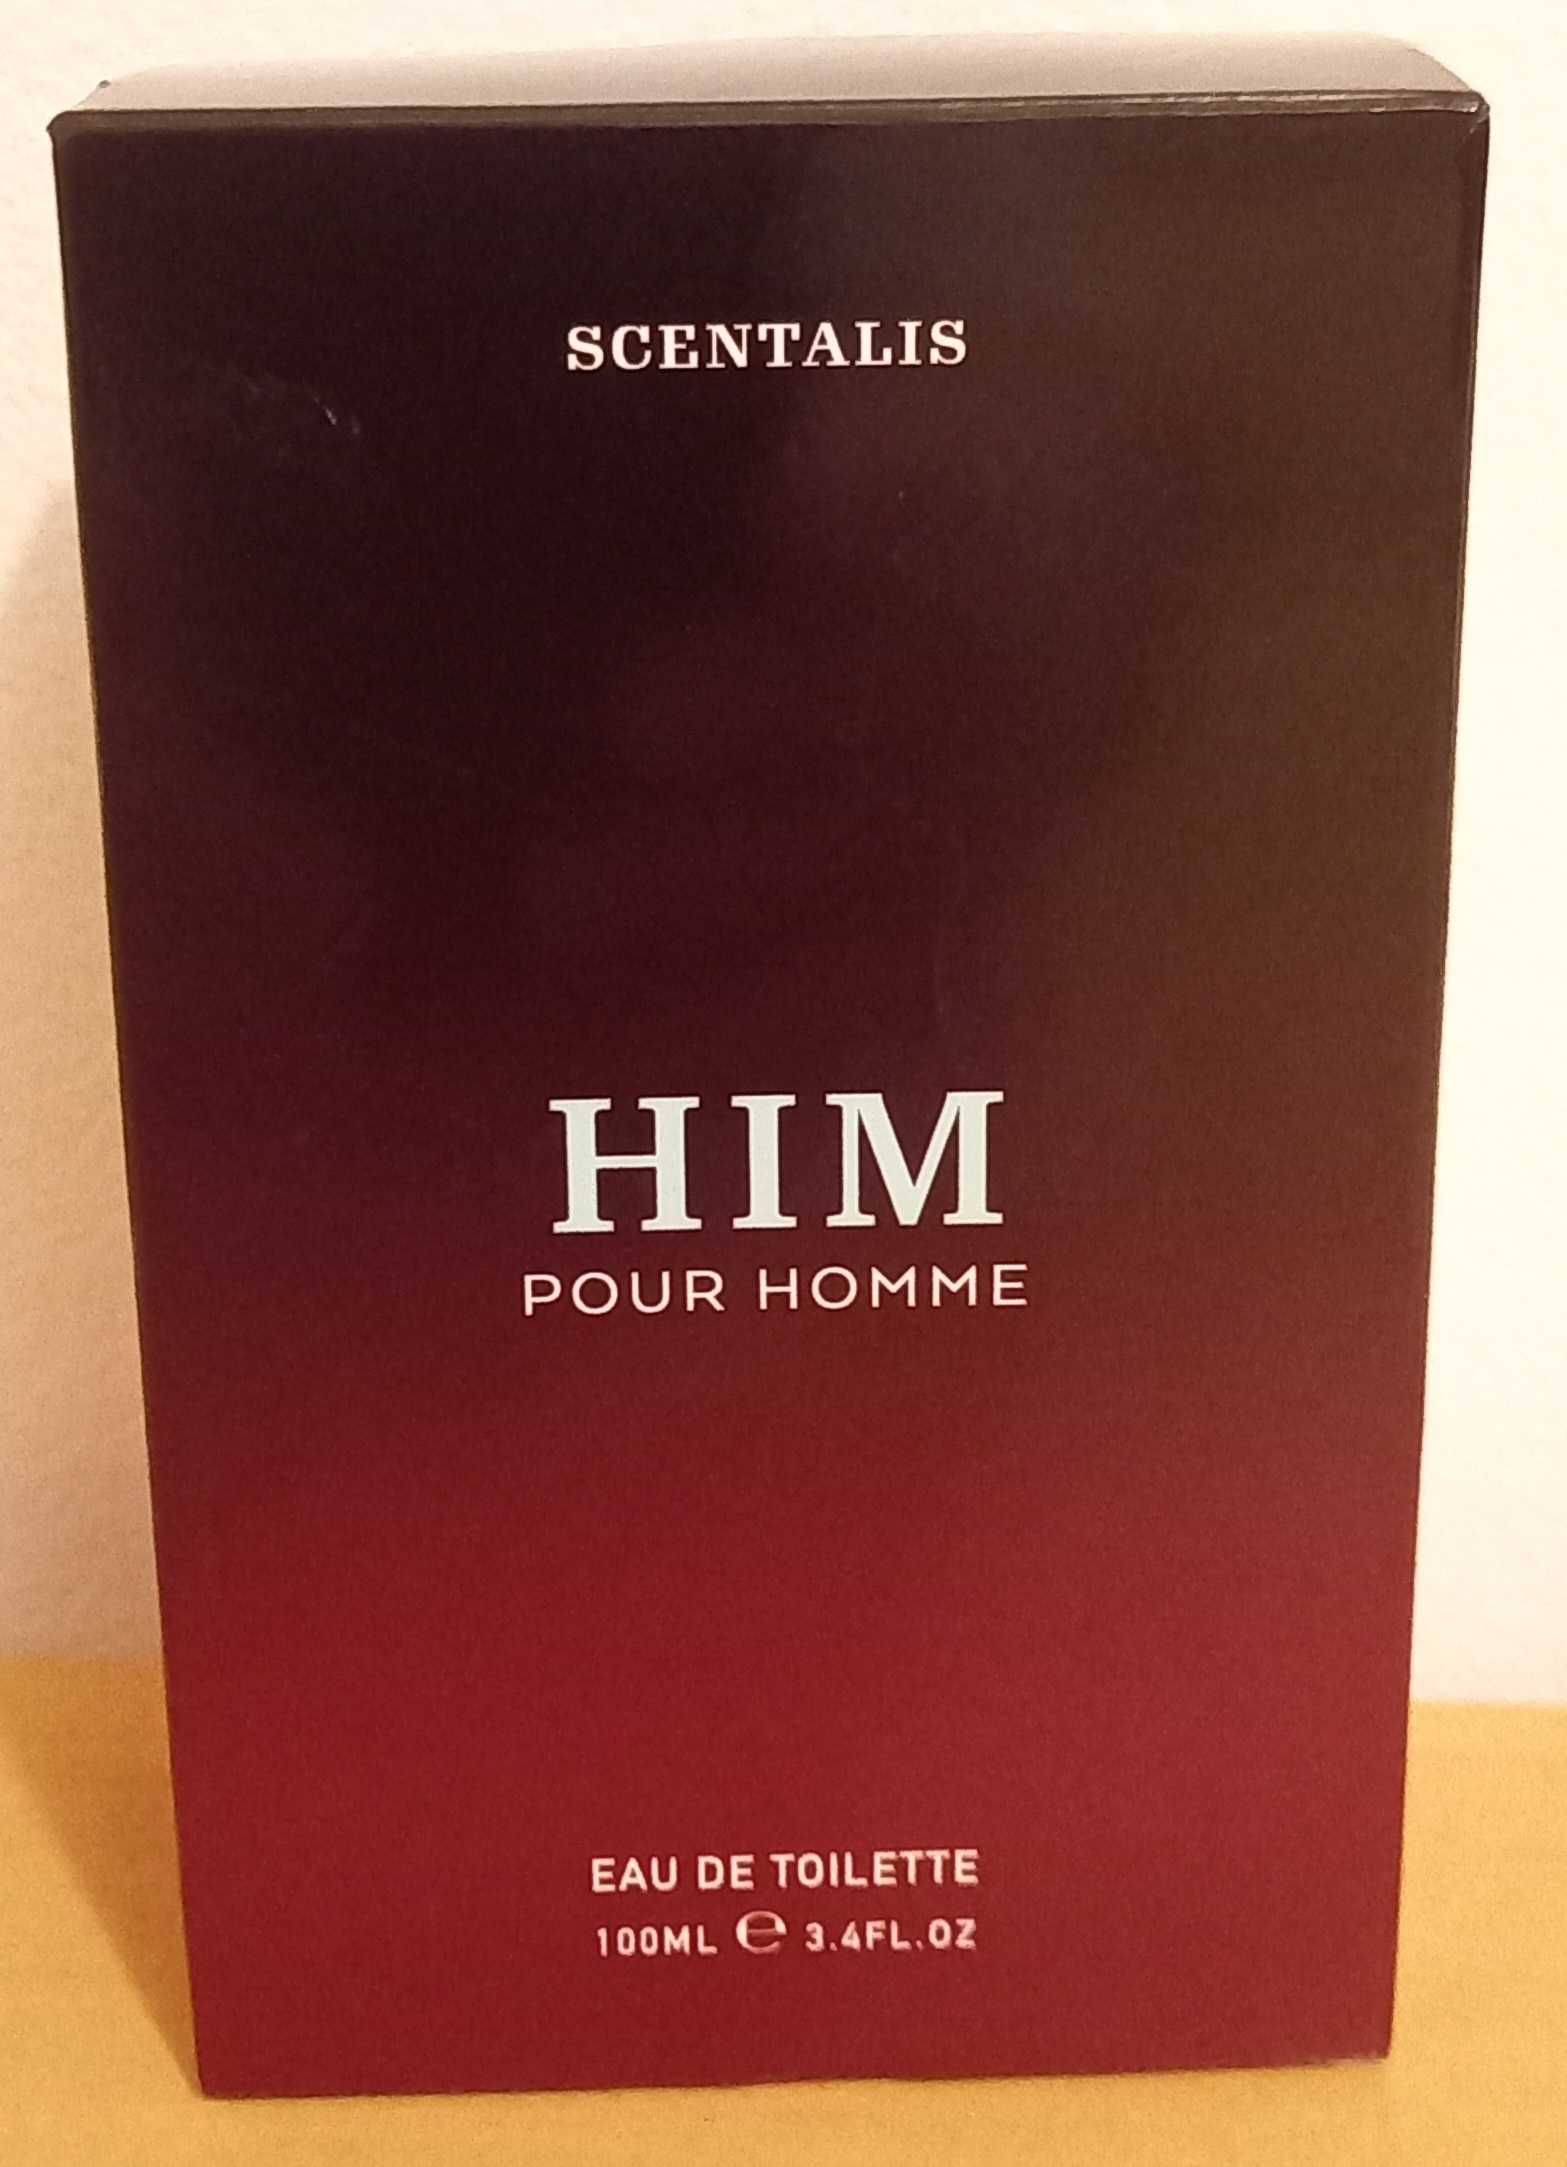 SCENTALIS
HIM
POUR HOMME
EAU DE TOILETTE
100ML ℮ 3.4FL.OZ